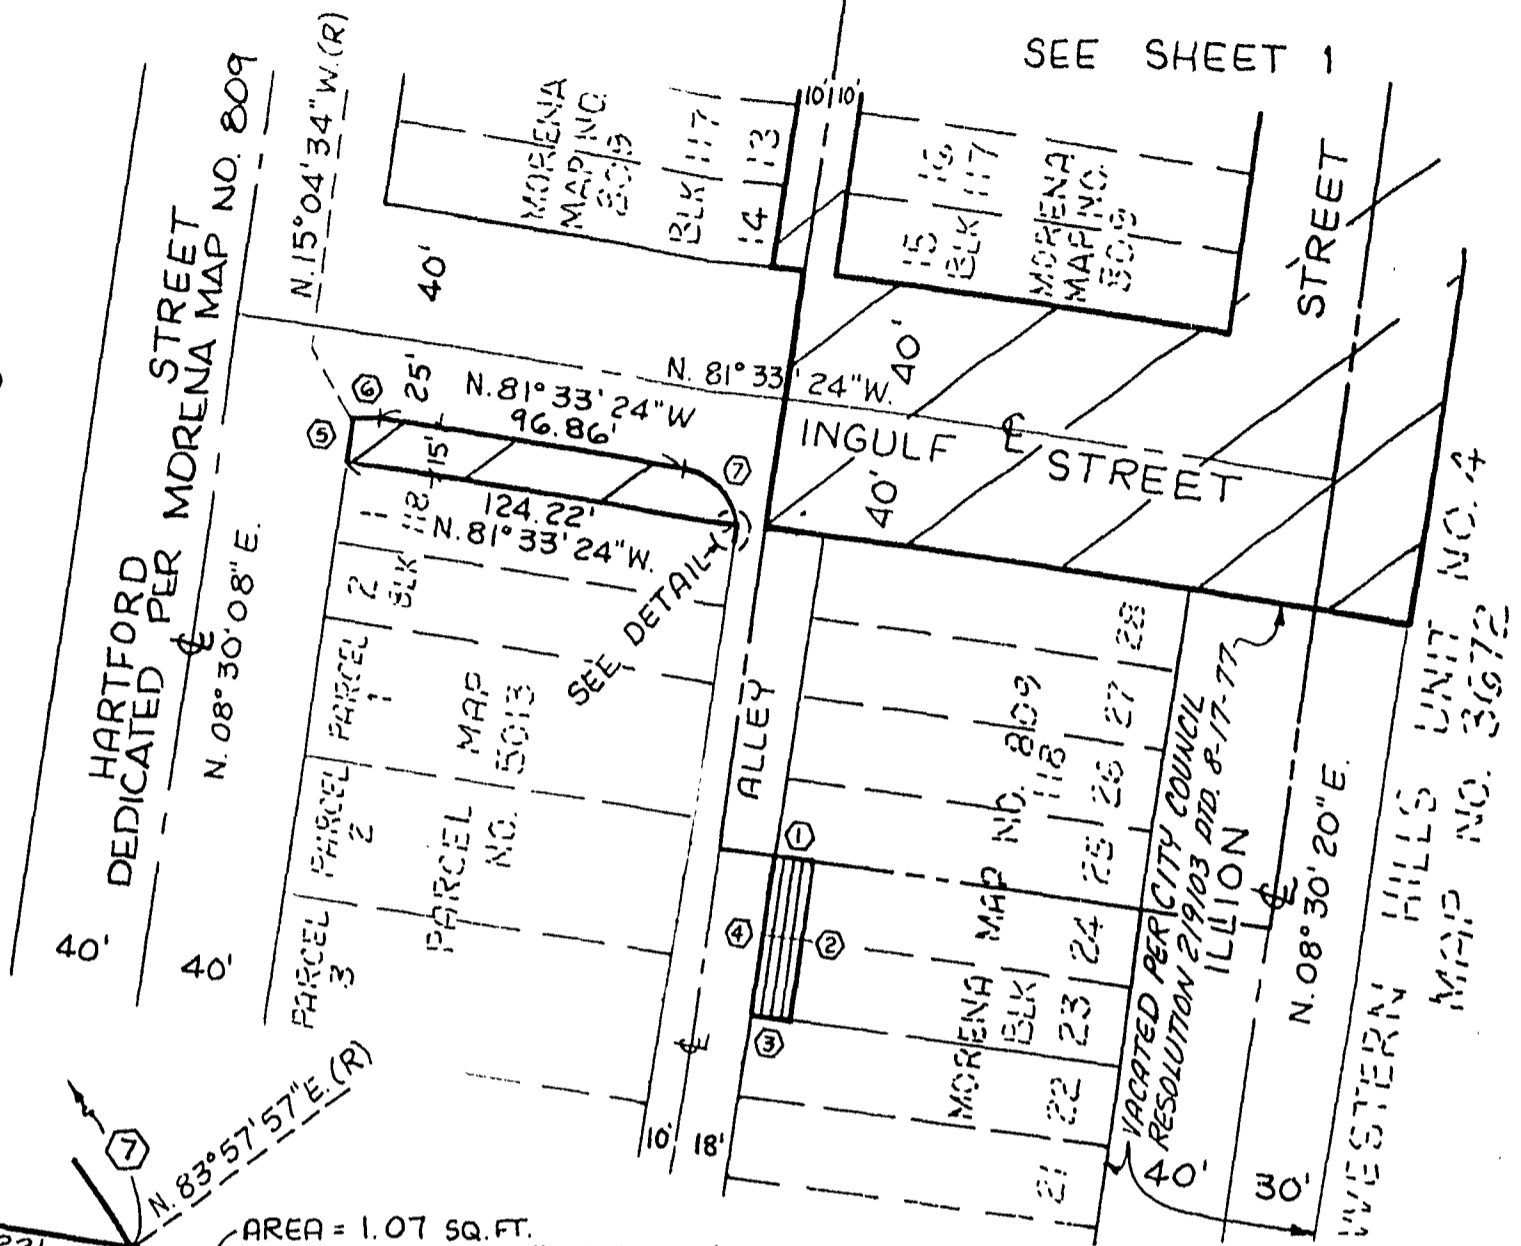 SEE SHEET 1
HARTFORD STREET
DEDICATED PER MORENA MAP NO. 809
N. 08°30'08" E.
N. 15°04'34" W. (R)
40'
MORENA
MAP NO.
809
BLK 117
14 13
10' 10'
15 16
BLK 117
MORENA
MAP NO.
809
STREET
40'
25'
15'
N. 81°33'24" W
96.86'
N. 81°33'24" W.
40'
INGULF ℄ STREET
40'
5
6
7
124.22'
N. 81°33'24" W.
1
118
2
BLK
SEE DETAIL
PARCEL
1
PARCEL
2
PARCEL
3
PARCEL MAP
NO. 5013
ALLEY
1
2
3
4
℄
MORENA MAP NO. 809
BLK 118
28
27
26
25
24
23
22
21
VACATED PER CITY COUNCIL
RESOLUTION 219103 DTD. 8-17-77
ILLION
℄
N. 08°30'20" E.
WESTERN HILLS UNIT NO. 4
MAP NO. 3672
40'
40'
℄
10' 18'
40'
30'
7
N. 83°57'57" E. (R)
AREA = 1.07 SQ. FT.